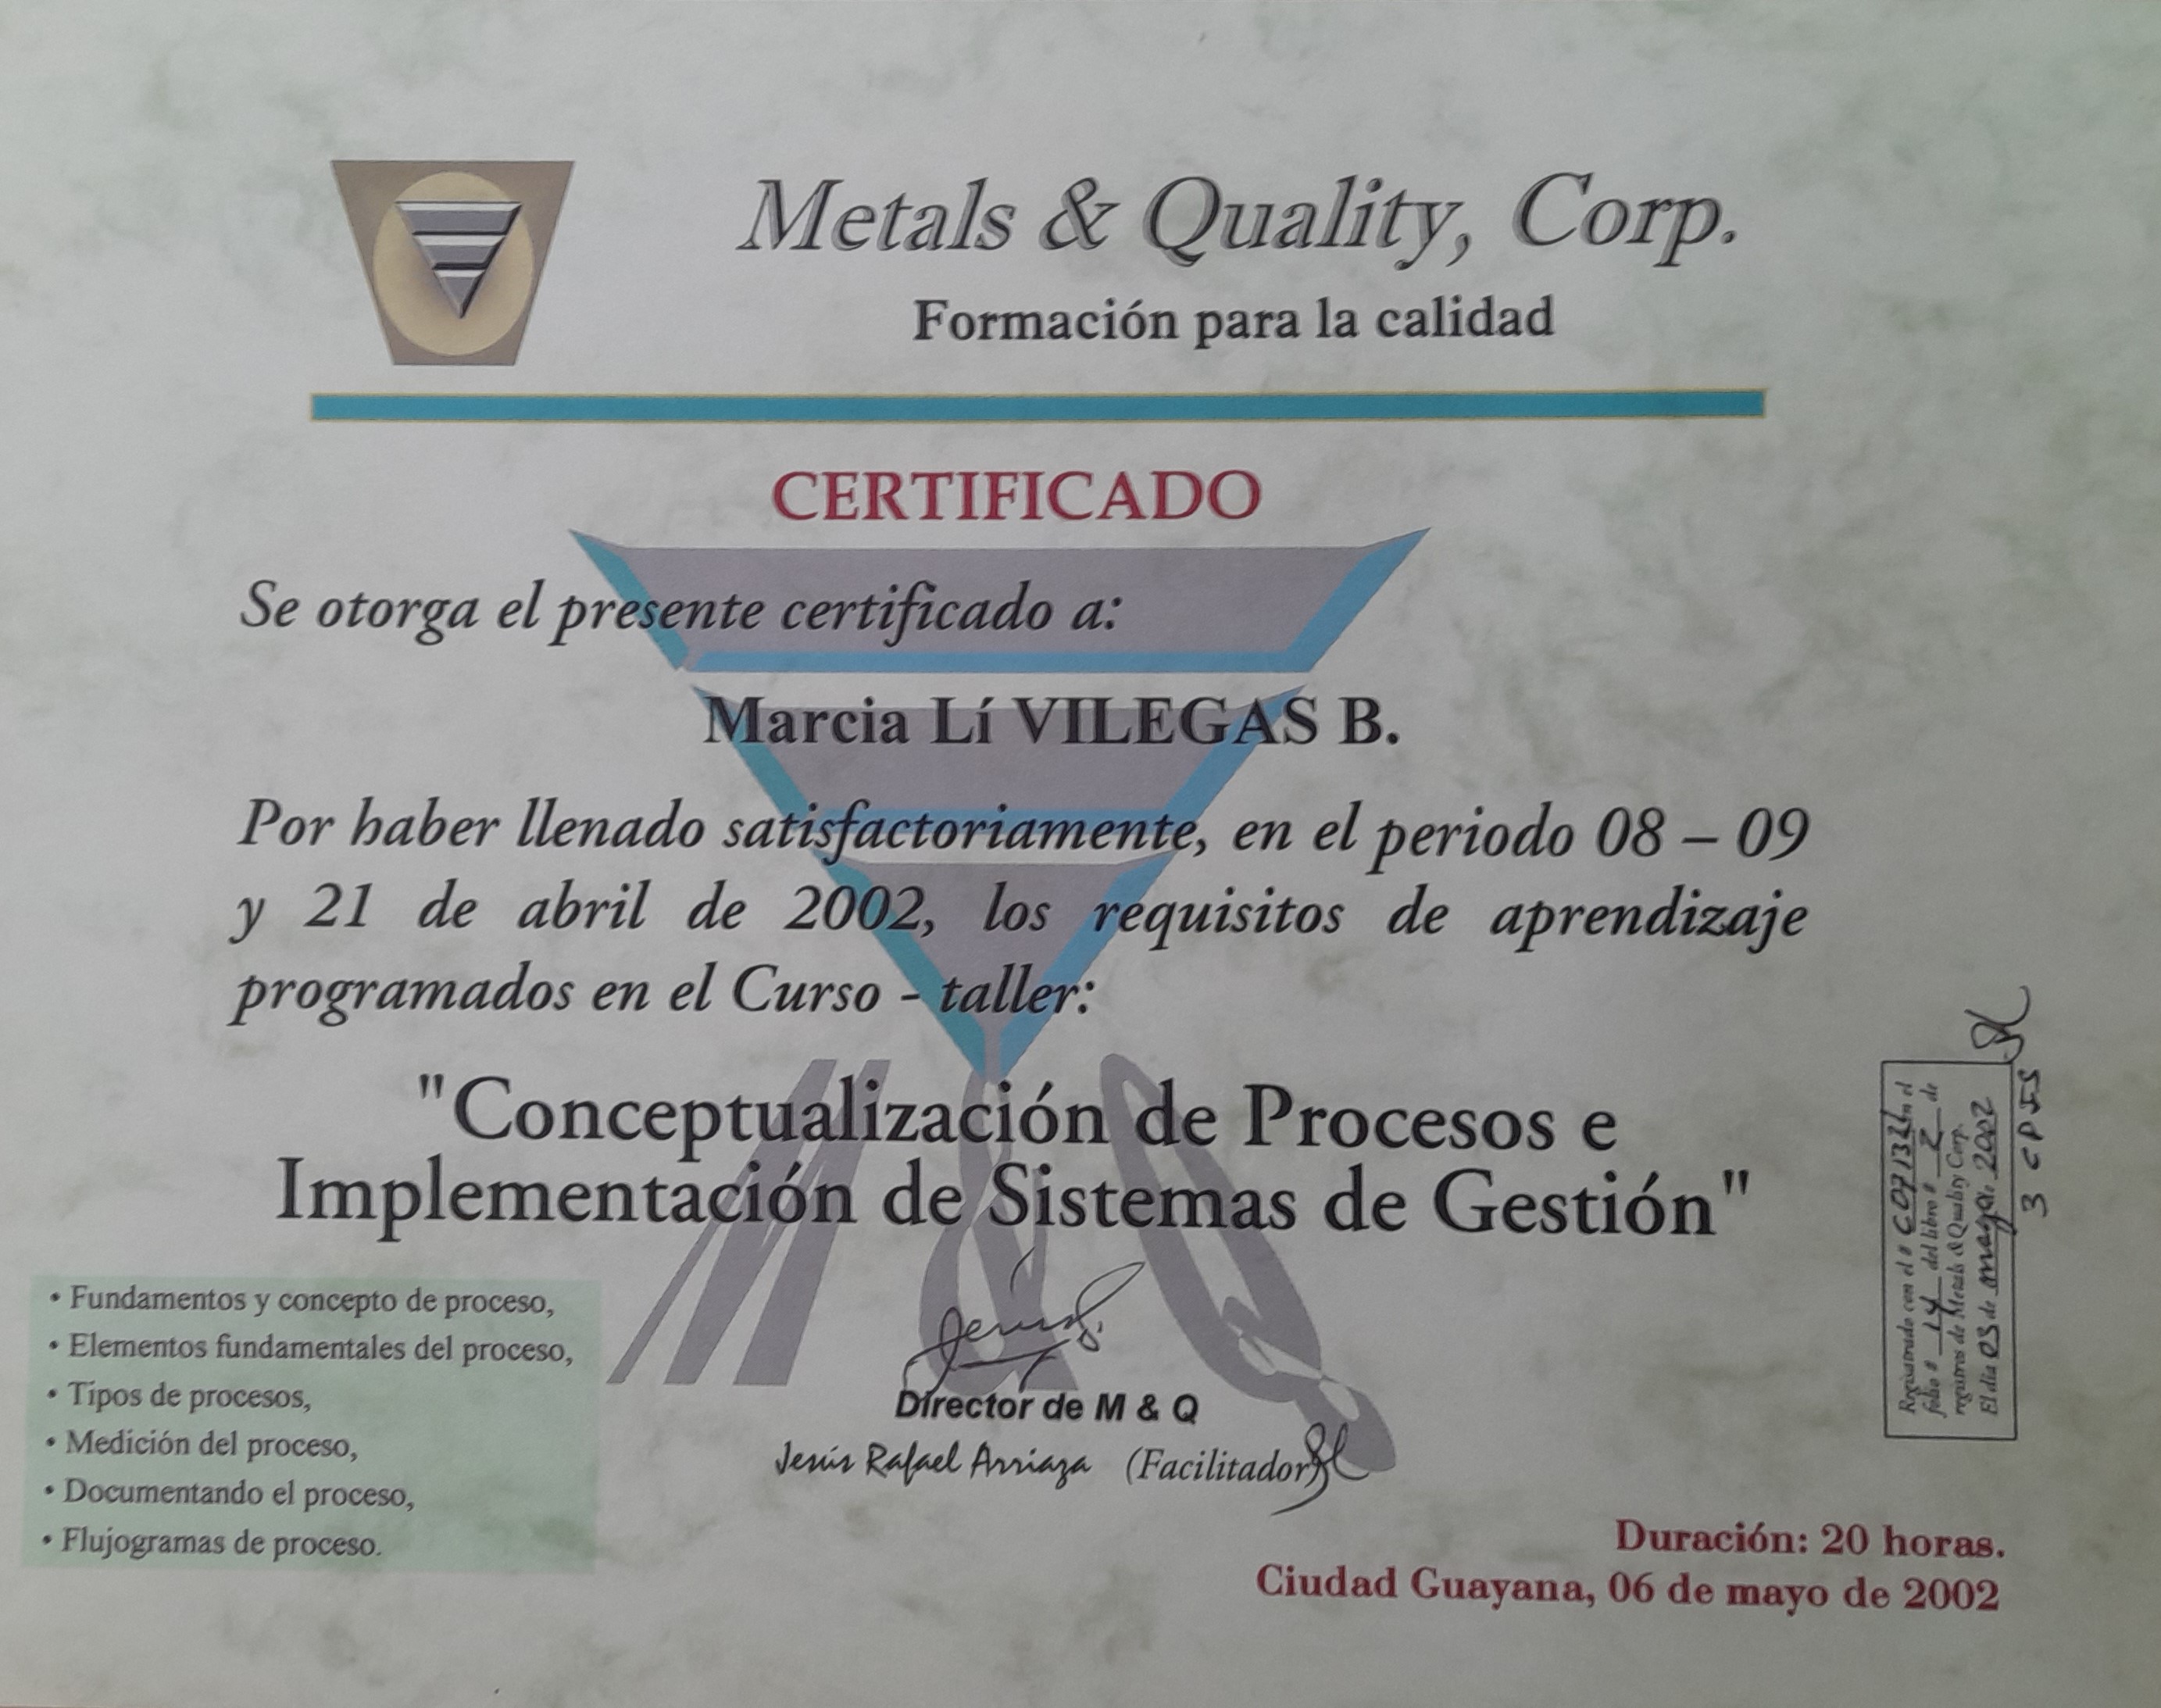 Metals & Quality, Corp.
Formación para la calidad
CERTIFICADO
Se otorga el presente certificado a:
Marcia Lí VILEGAS B.
Por haber llenado satisfactoriamente, en el periodo 08 – 09
y 21 de abril de 2002, los requisitos de aprendizaje
programados en el Curso - taller:
"Conceptualización de Procesos e
Implementación de Sistemas de Gestión"
M&Q
• Fundamentos y concepto de proceso,
• Elementos fundamentales del proceso,
• Tipos de procesos,
• Medición del proceso,
• Documentando el proceso,
• Flujogramas de proceso.
Director de M & Q
Jesús Rafael Arriaza (Facilitador)
Duración: 20 horas.
Ciudad Guayana, 06 de mayo de 2002
Registrado con el # en el
folio # 14 del libro # 2 de
registros de Metals & Quality Corp.
El día 03 de mayo de 2002